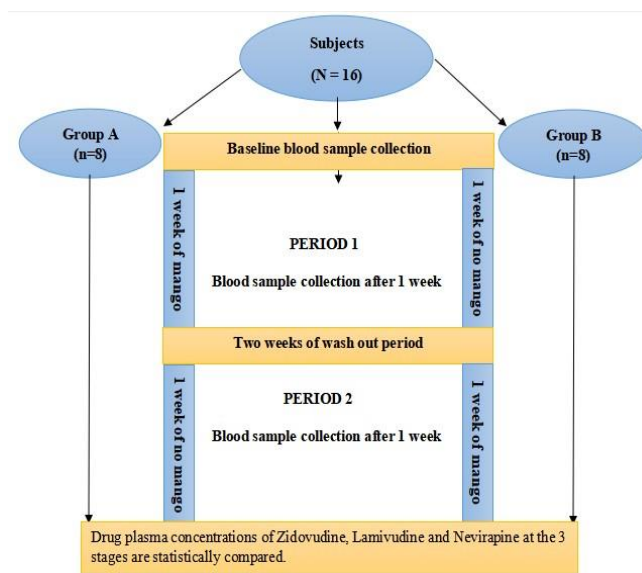 Subjects
(N = 16)
Group A
(n=8)
Group B
(n=8)
Baseline blood sample collection
1 week of mango
1 week of no mango
PERIOD 1
Blood sample collection after 1 week
Two weeks of wash out period
1 week of no mango
1 week of mango
PERIOD 2
Blood sample collection after 1 week
Drug plasma concentrations of Zidovudine, Lamivudine and Nevirapine at the 3
stages are statistically compared.